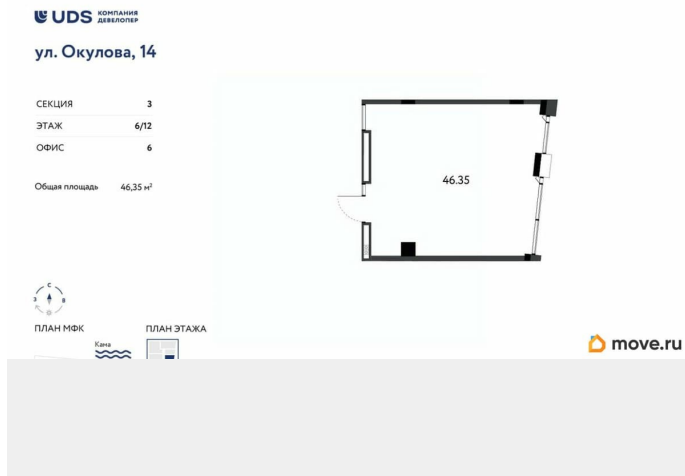 UDS КОМПАНИЯ ДЕВЕЛОПЕР
ул. Окулова, 14
СЕКЦИЯ 3
ЭТАЖ 6/12
ОФИС 6
Общая площадь 46,35 м²
46.35
С
З В
Ю
ПЛАН МФК ПЛАН ЭТАЖА
Кама
move.ru